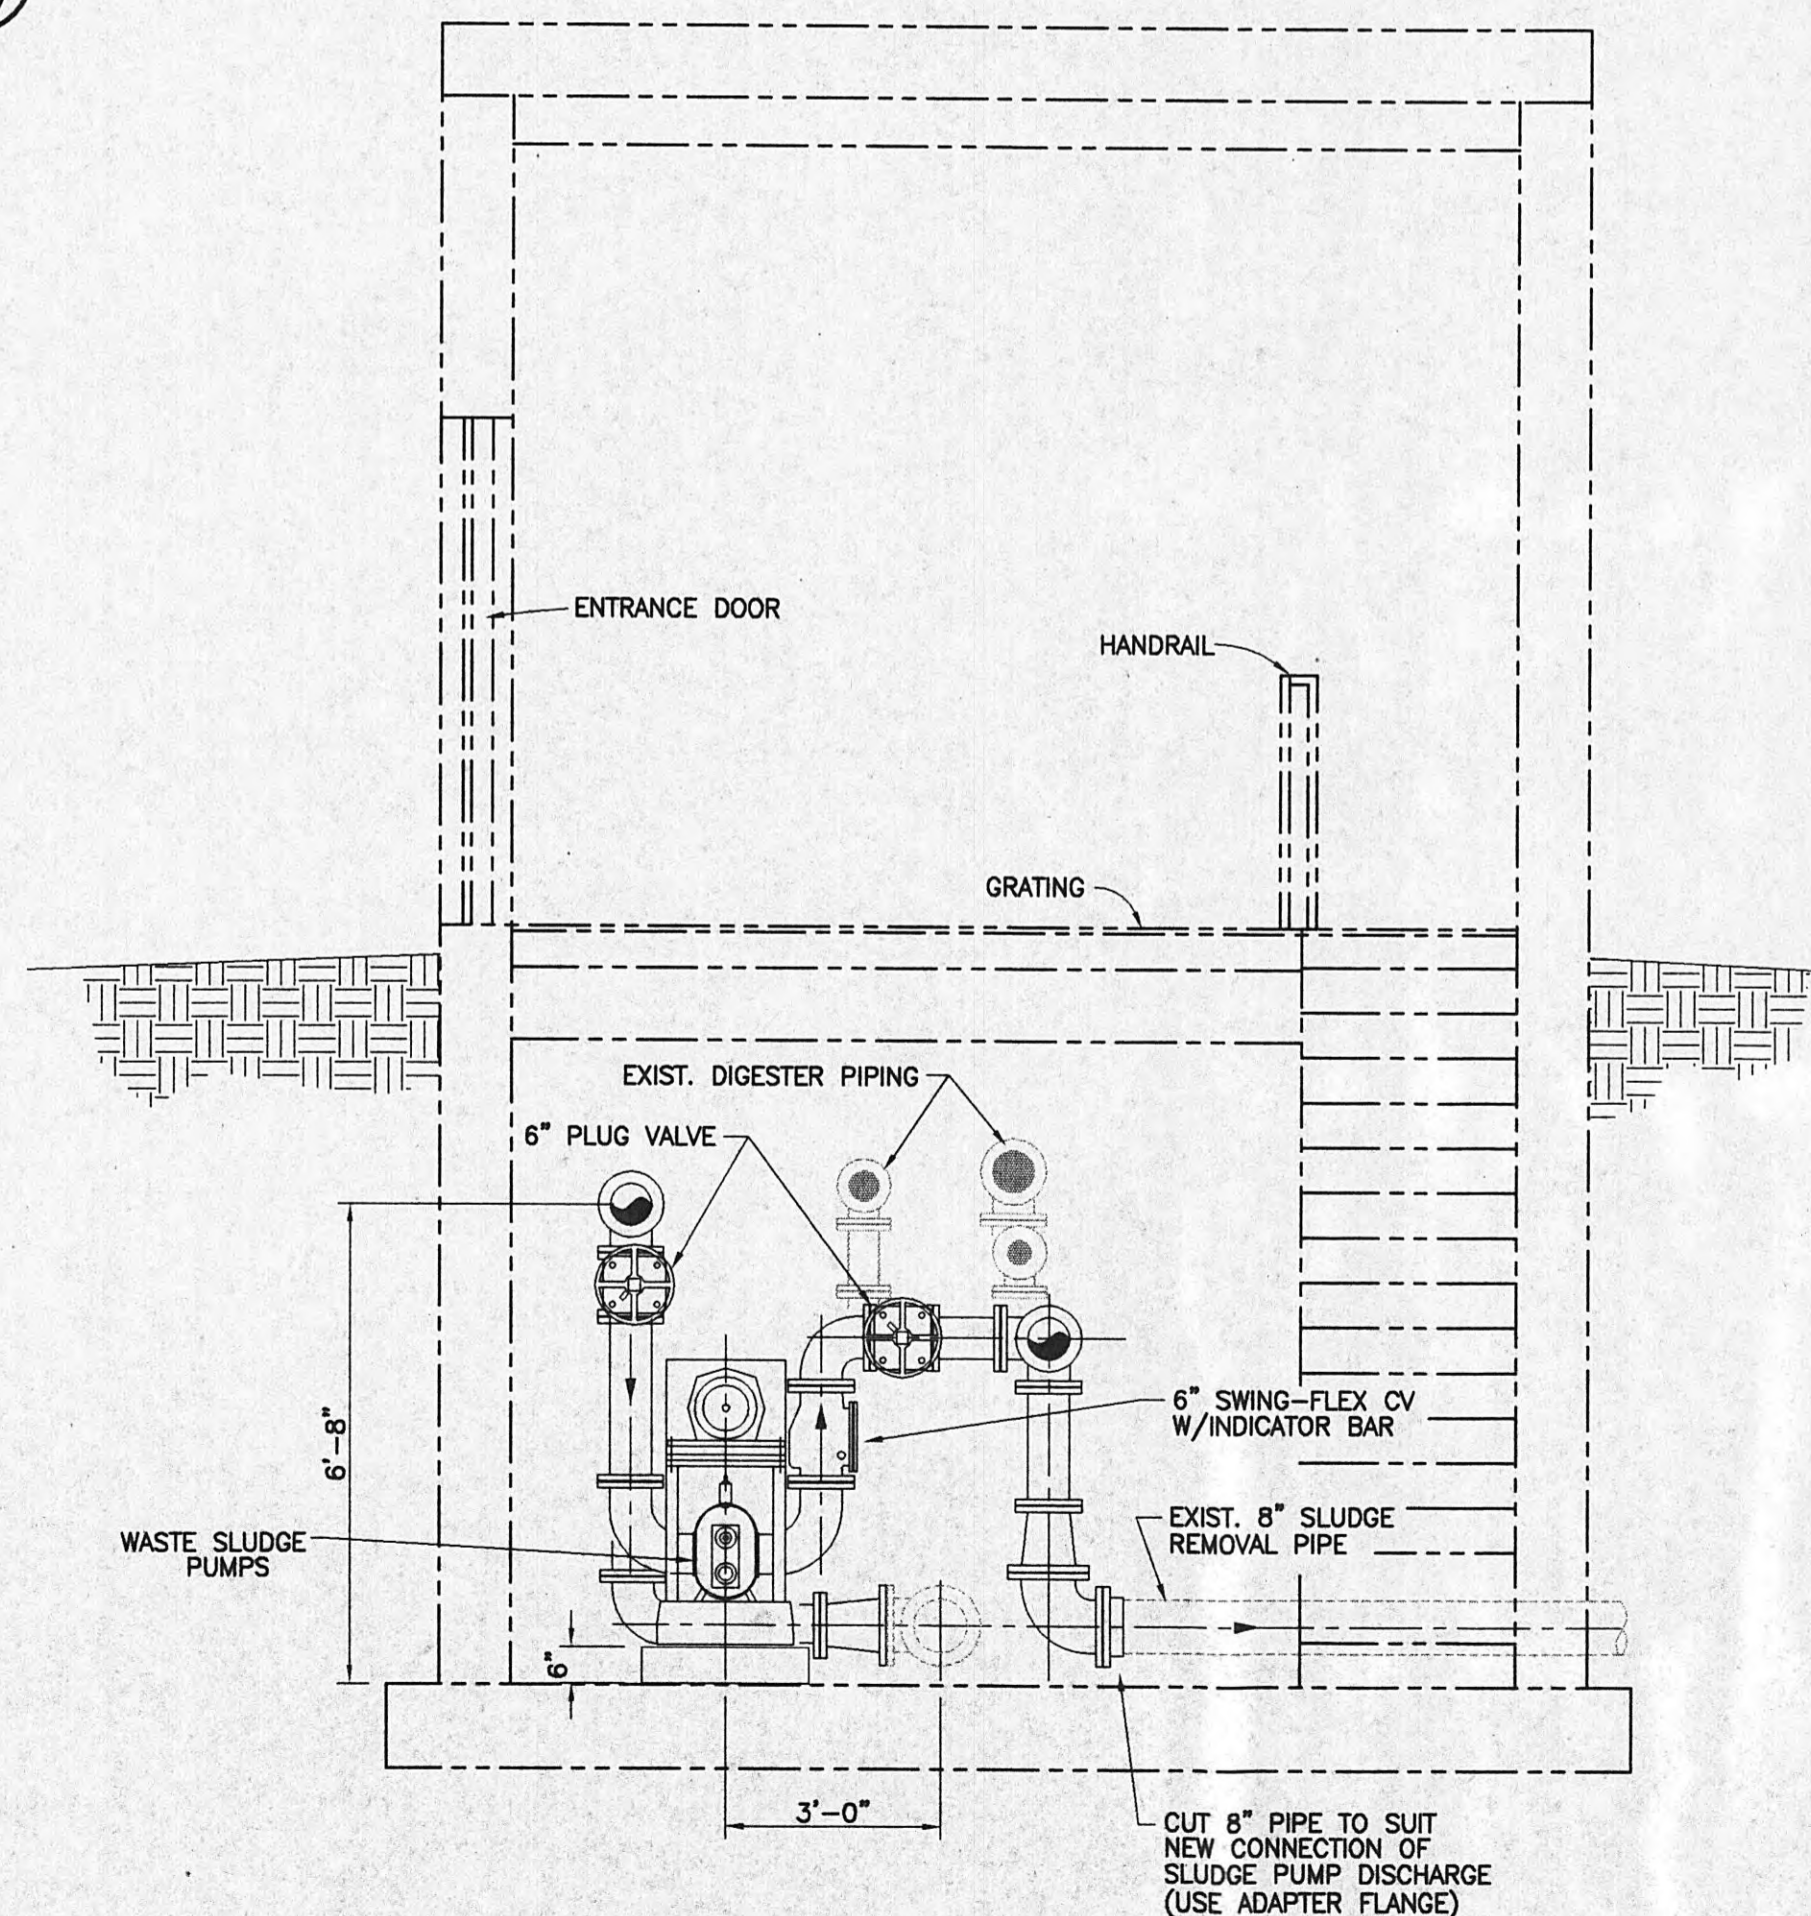 ENTRANCE DOOR
HANDRAIL
GRATING
EXIST. DIGESTER PIPING
6" PLUG VALVE
6'-8"
6" SWING-FLEX CV
W/INDICATOR BAR
EXIST. 8" SLUDGE
REMOVAL PIPE
WASTE SLUDGE
PUMPS
6"
3'-0"
CUT 8" PIPE TO SUIT
NEW CONNECTION OF
SLUDGE PUMP DISCHARGE
(USE ADAPTER FLANGE)